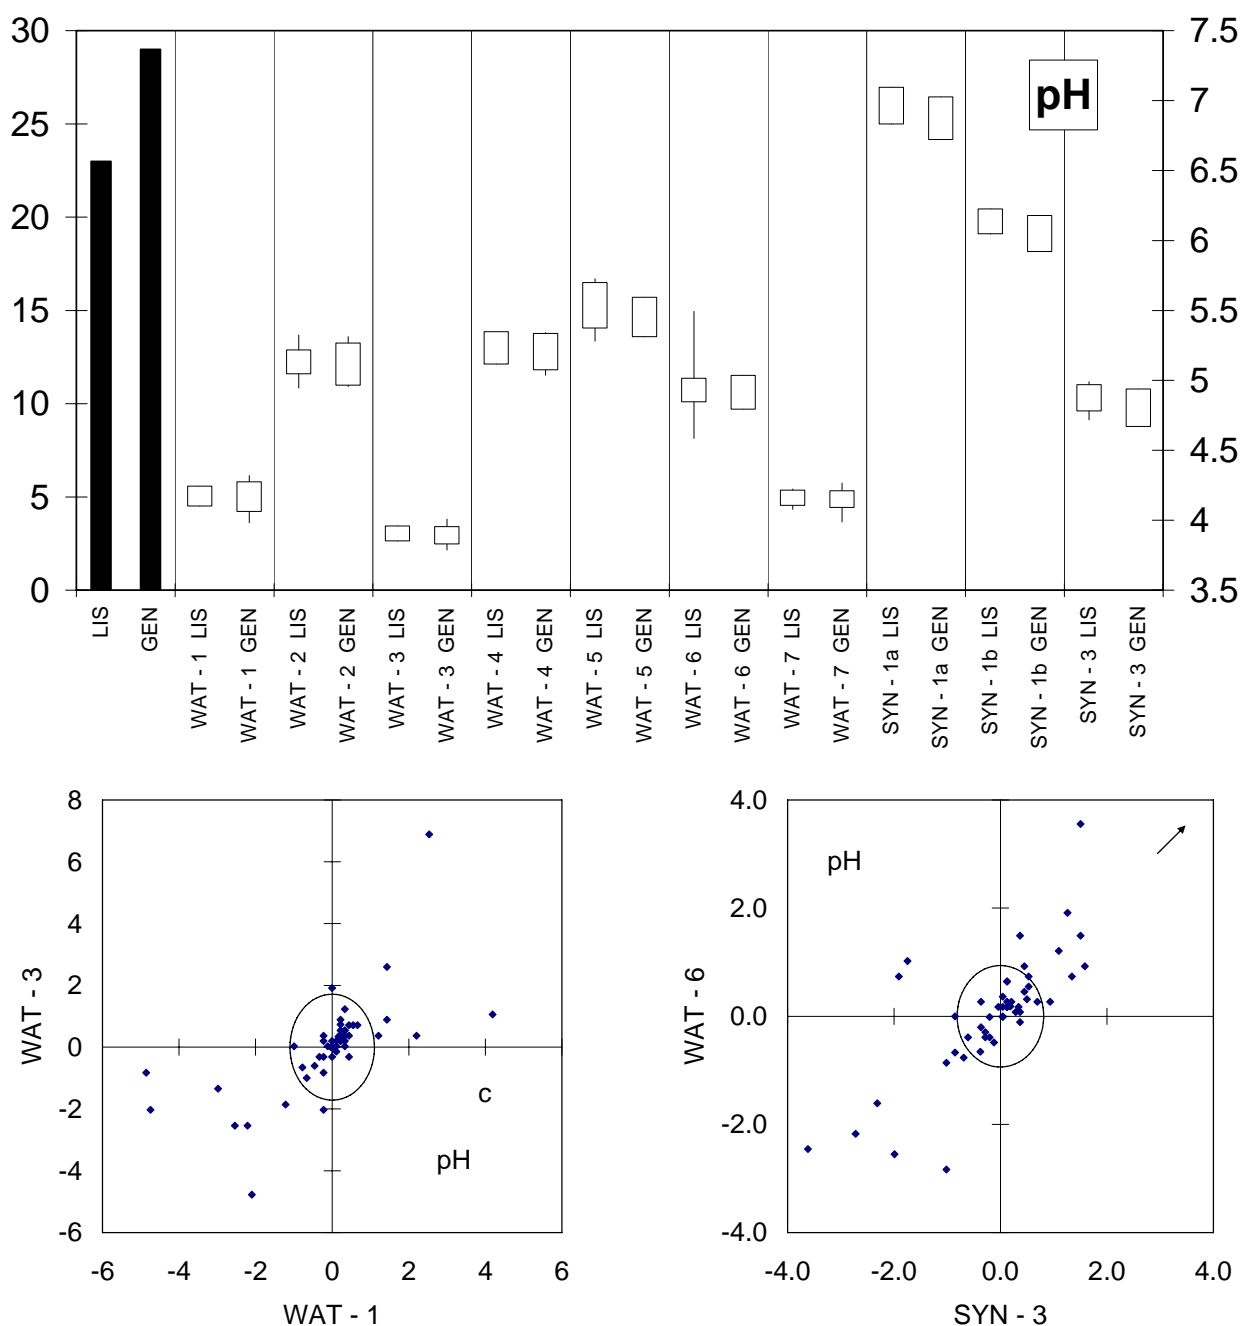 30
25
20
15
10
5
0
7.5
7
6.5
6
5.5
5
4.5
4
3.5
pH
LIS
GEN
WAT - 1 LIS
WAT - 1 GEN
WAT - 2 LIS
WAT - 2 GEN
WAT - 3 LIS
WAT - 3 GEN
WAT - 4 LIS
WAT - 4 GEN
WAT - 5 LIS
WAT - 5 GEN
WAT - 6 LIS
WAT - 6 GEN
WAT - 7 LIS
WAT - 7 GEN
SYN - 1a LIS
SYN - 1a GEN
SYN - 1b LIS
SYN - 1b GEN
SYN - 3 LIS
SYN - 3 GEN
8
6
4
2
0
-2
-4
-6
WAT - 3
c
pH
-6 -4 -2 0 2 4 6
WAT - 1
4.0
2.0
0.0
-2.0
-4.0
WAT - 6
pH
-4.0 -2.0 0.0 2.0 4.0
SYN - 3